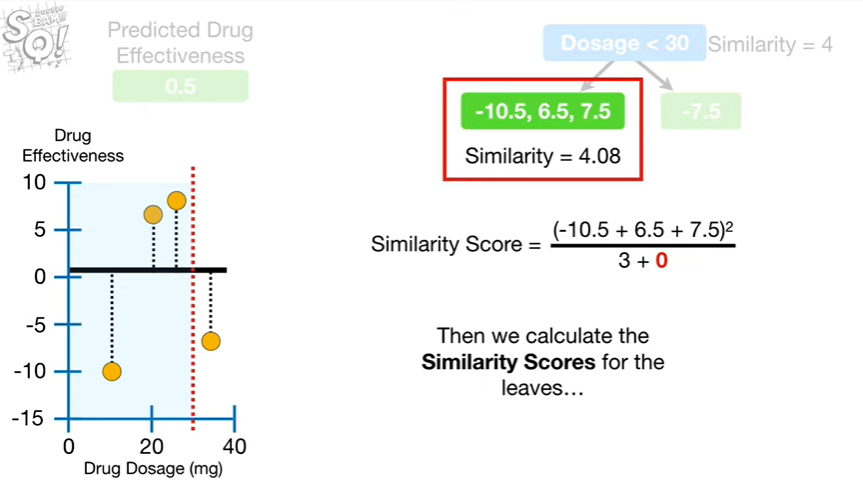 SQ!
Predicted Drug
Effectiveness
0.5
Dosage < 30
Similarity = 4
-10.5, 6.5, 7.5
-7.5
Similarity = 4.08
Drug
Effectiveness
10
5
0
-5
-10
-15
0
20
40
Drug Dosage (mg)
Similarity Score = (-10.5 + 6.5 + 7.5)²
3 + 0
Then we calculate the
Similarity Scores for the
leaves…